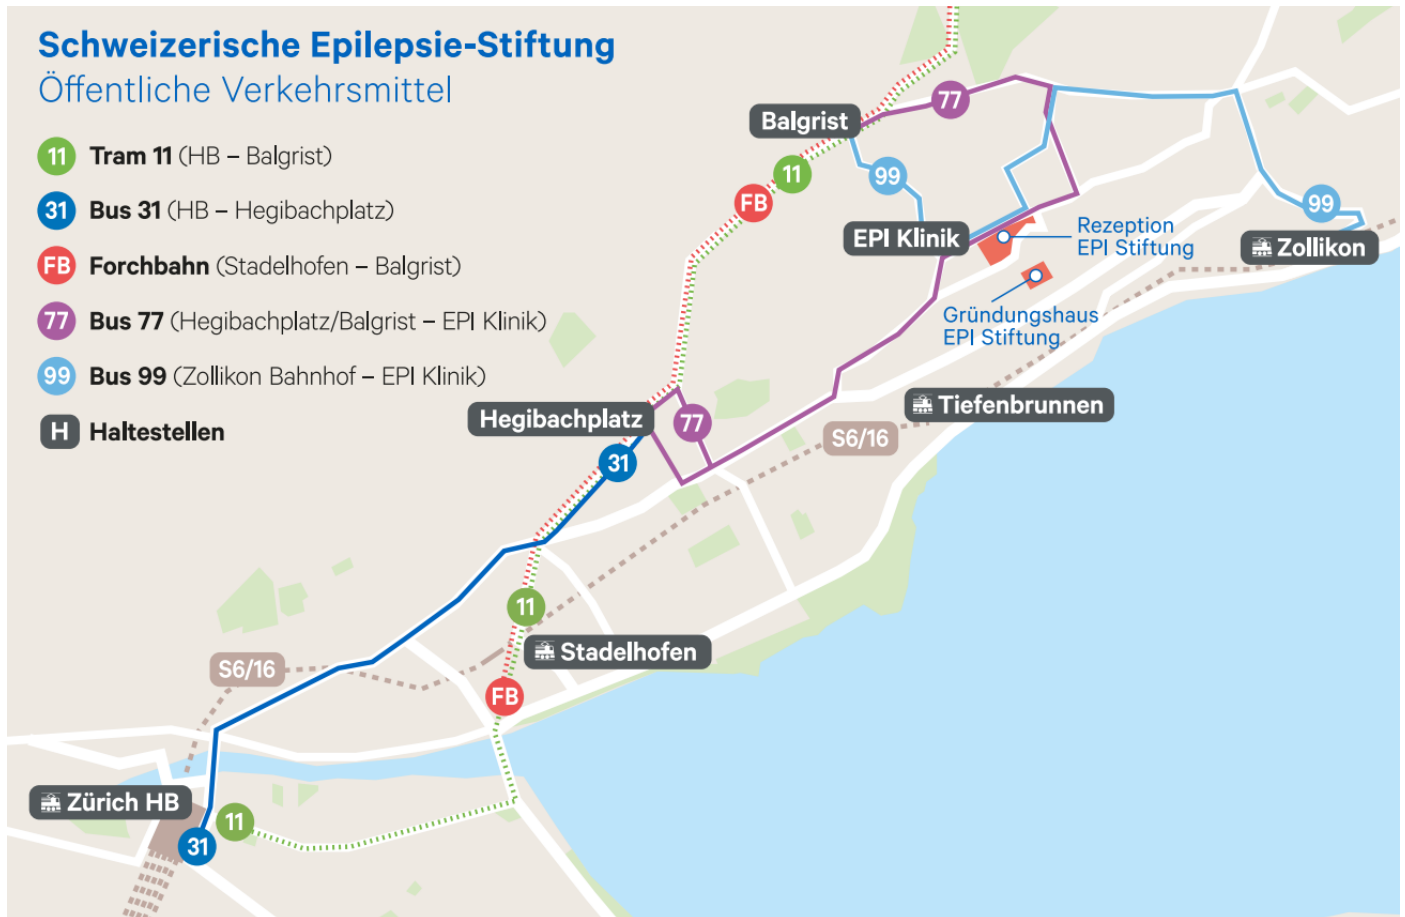 Schweizerische Epilepsie-Stiftung
Öffentliche Verkehrsmittel
11 Tram 11 (HB – Balgrist)
31 Bus 31 (HB – Hegibachplatz)
FB Forchbahn (Stadelhofen – Balgrist)
77 Bus 77 (Hegibachplatz/Balgrist – EPI Klinik)
99 Bus 99 (Zollikon Bahnhof – EPI Klinik)
H Haltestellen
77
Balgrist
11
99
FB
99
Rezeption
EPI Stiftung
EPI Klinik
Zollikon
Gründungshaus
EPI Stiftung
Tiefenbrunnen
Hegibachplatz
77
S6/16
31
11
Stadelhofen
S6/16
FB
Zürich HB
11
31